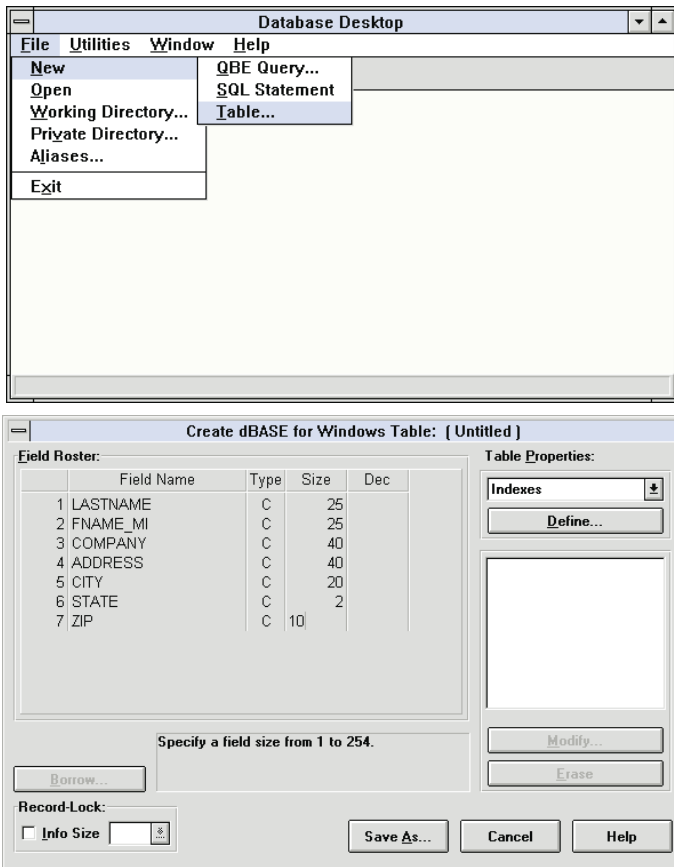 Database Desktop
File Utilities Window Help
New
Open
Working Directory...
Private Directory...
Aliases...
Exit
QBE Query...
SQL Statement
Table...
Create dBASE for Windows Table: ( Untitled )
Field Roster:
Field Name Type Size Dec
1 LASTNAME C 25
2 FNAME_MI C 25
3 COMPANY C 40
4 ADDRESS C 40
5 CITY C 20
6 STATE C 2
7 ZIP C 10
Specify a field size from 1 to 254.
Borrow...
Record-Lock:
Info Size
Table Properties:
Indexes
Define...
Modify...
Erase
Save As...
Cancel
Help